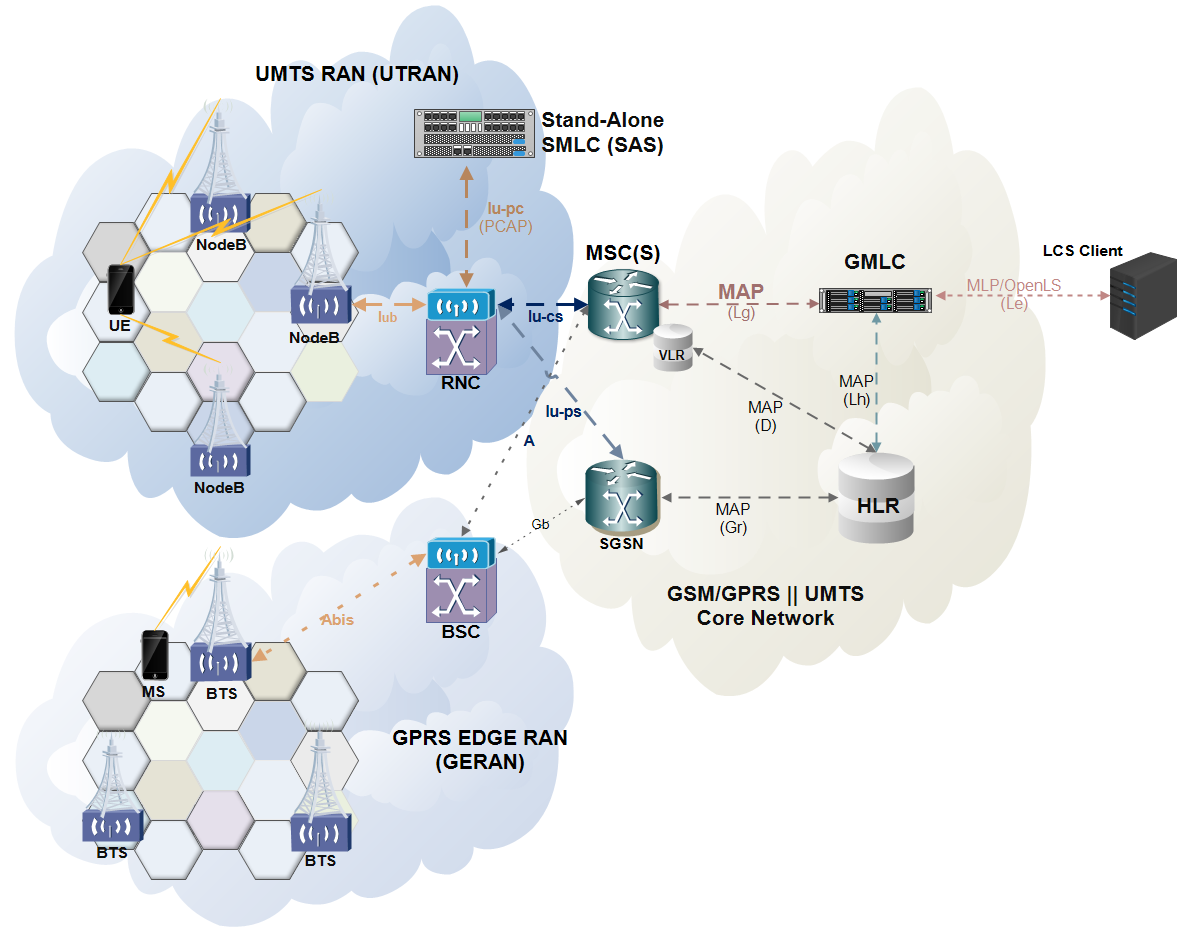 UMTS RAN (UTRAN)
Stand-Alone
SMLC (SAS)
Iu-pc
(PCAP)
NodeB
UE
NodeB
NodeB
Iub
RNC
Iu-cs
MSC(S)
VLR
MAP
(Lg)
GMLC
MLP/OpenLS
(Le)
LCS Client
MAP
(Lh)
MAP
(D)
Iu-ps
A
Gb
SGSN
MAP
(Gr)
HLR
GSM/GPRS || UMTS
Core Network
Abis
BSC
MS
BTS
GPRS EDGE RAN
(GERAN)
BTS
BTS